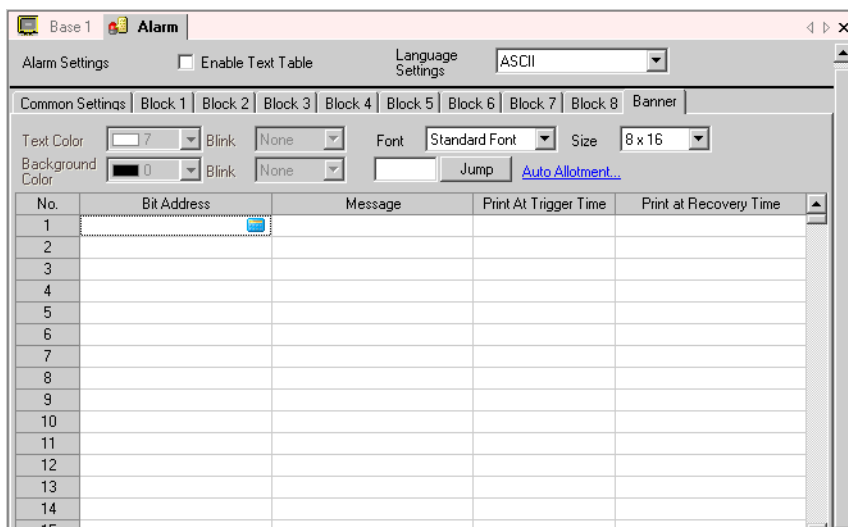 Base 1 Alarm
Alarm Settings Enable Text Table Language Settings ASCII
Common Settings Block 1 Block 2 Block 3 Block 4 Block 5 Block 6 Block 7 Block 8 Banner
Text Color 7 Blink None Font Standard Font Size 8 x 16
Background Color 0 Blink None Jump Auto Allotment...
No. Bit Address Message Print At Trigger Time Print at Recovery Time
1
2
3
4
5
6
7
8
9
10
11
12
13
14
15